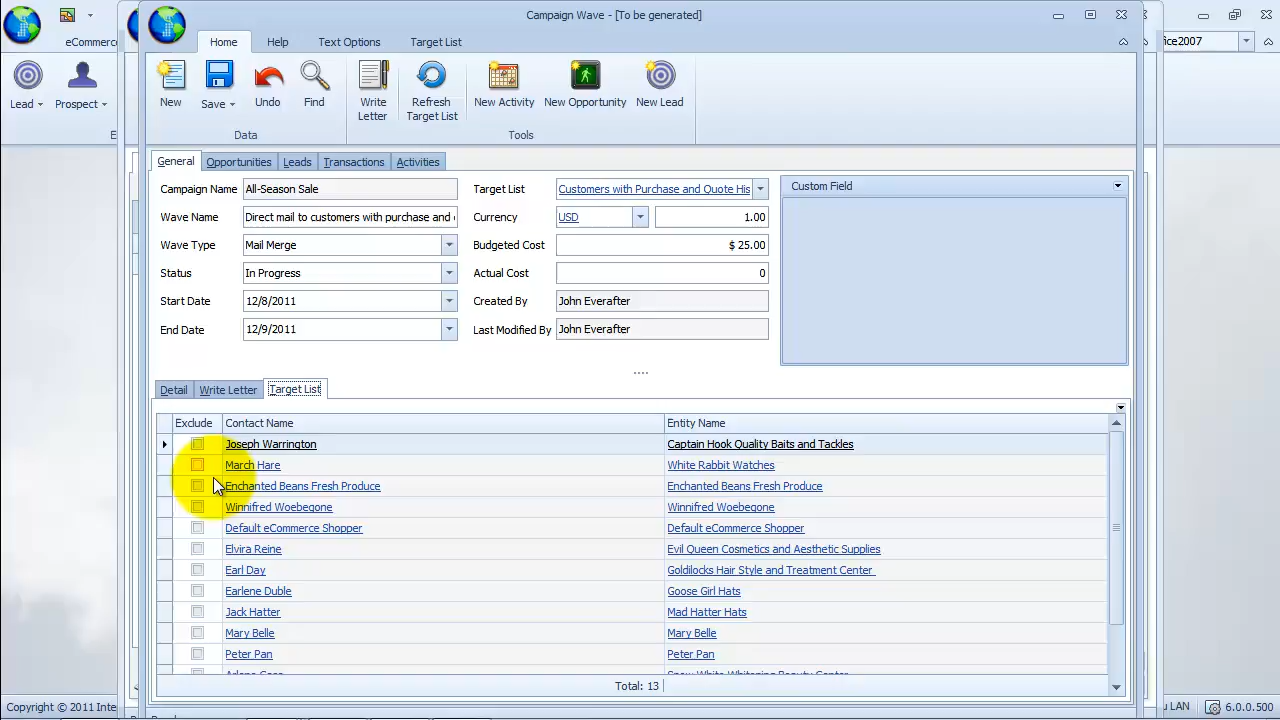 Campaign Wave - [To be generated]
eCommerc
ice2007
Home Help Text Options Target List
Lead Prospect
New Save Undo Find Write Letter Refresh Target List New Activity New Opportunity New Lead
Data Tools
General Opportunities Leads Transactions Activities
Campaign Name All-Season Sale Target List Customers with Purchase and Quote His Custom Field
Wave Name Direct mail to customers with purchase and Currency USD 1.00
Wave Type Mail Merge Budgeted Cost $ 25.00
Status In Progress Actual Cost 0
Start Date 12/8/2011 Created By John Everafter
End Date 12/9/2011 Last Modified By John Everafter
Detail Write Letter Target List
Exclude Contact Name Entity Name
Joseph Warrington Captain Hook Quality Baits and Tackles
March Hare White Rabbit Watches
Enchanted Beans Fresh Produce Enchanted Beans Fresh Produce
Winnifred Woebegone Winnifred Woebegone
Default eCommerce Shopper Default eCommerce Shopper
Elvira Reine Evil Queen Cosmetics and Aesthetic Supplies
Earl Day Goldilocks Hair Style and Treatment Center
Earlene Duble Goose Girl Hats
Jack Hatter Mad Hatter Hats
Mary Belle Mary Belle
Peter Pan Peter Pan
Total: 13
Copyright © 2011 Inte u LAN 6.0.0.500